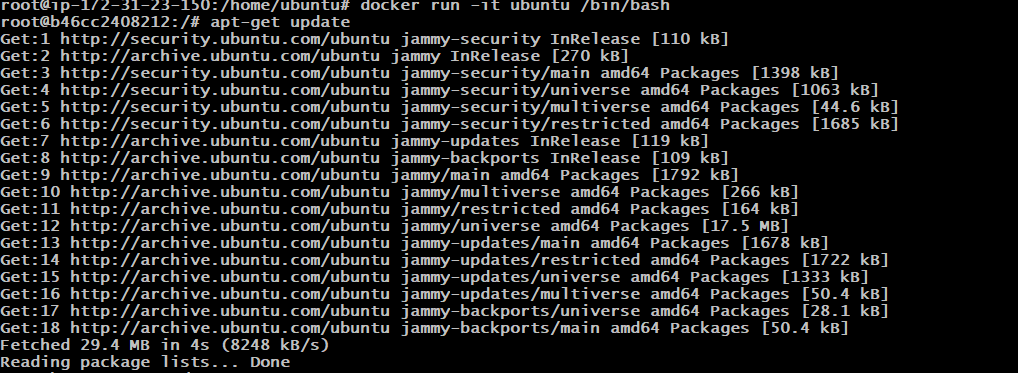 root@ip-172-31-23-150:/home/ubuntu# docker run -it ubuntu /bin/bash
root@b46cc2408212:/# apt-get update
Get:1 http://security.ubuntu.com/ubuntu jammy-security InRelease [110 kB]
Get:2 http://archive.ubuntu.com/ubuntu jammy InRelease [270 kB]
Get:3 http://security.ubuntu.com/ubuntu jammy-security/main amd64 Packages [1398 kB]
Get:4 http://security.ubuntu.com/ubuntu jammy-security/universe amd64 Packages [1063 kB]
Get:5 http://security.ubuntu.com/ubuntu jammy-security/multiverse amd64 Packages [44.6 kB]
Get:6 http://security.ubuntu.com/ubuntu jammy-security/restricted amd64 Packages [1685 kB]
Get:7 http://archive.ubuntu.com/ubuntu jammy-updates InRelease [119 kB]
Get:8 http://archive.ubuntu.com/ubuntu jammy-backports InRelease [109 kB]
Get:9 http://archive.ubuntu.com/ubuntu jammy/main amd64 Packages [1792 kB]
Get:10 http://archive.ubuntu.com/ubuntu jammy/multiverse amd64 Packages [266 kB]
Get:11 http://archive.ubuntu.com/ubuntu jammy/restricted amd64 Packages [164 kB]
Get:12 http://archive.ubuntu.com/ubuntu jammy/universe amd64 Packages [17.5 MB]
Get:13 http://archive.ubuntu.com/ubuntu jammy-updates/main amd64 Packages [1678 kB]
Get:14 http://archive.ubuntu.com/ubuntu jammy-updates/restricted amd64 Packages [1722 kB]
Get:15 http://archive.ubuntu.com/ubuntu jammy-updates/universe amd64 Packages [1333 kB]
Get:16 http://archive.ubuntu.com/ubuntu jammy-updates/multiverse amd64 Packages [50.4 kB]
Get:17 http://archive.ubuntu.com/ubuntu jammy-backports/universe amd64 Packages [28.1 kB]
Get:18 http://archive.ubuntu.com/ubuntu jammy-backports/main amd64 Packages [50.4 kB]
Fetched 29.4 MB in 4s (8248 kB/s)
Reading package lists... Done